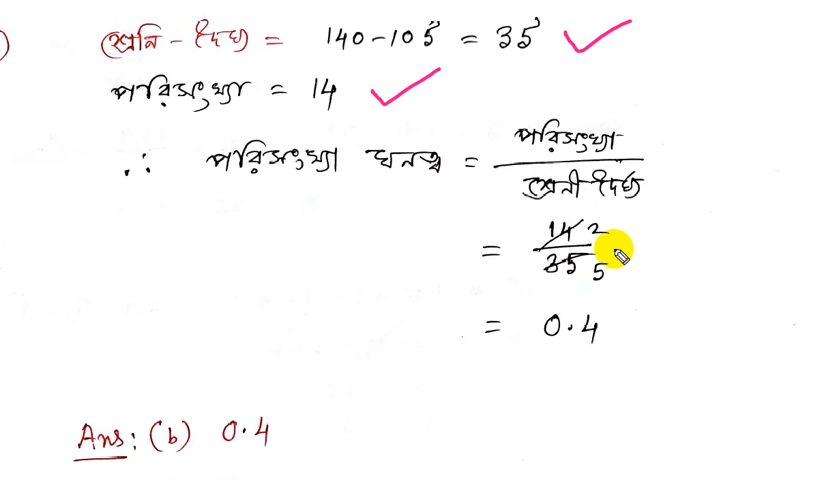 ) শ্রেনি - দৈর্ঘ্য = 140 - 105 = 35
পরিসংখ্যা = 14
∴ পরিসংখ্যা ঘনত্ব = পরিসংখ্যা / শ্রেনী দৈর্ঘ্য
= 14 2 / 35 5
= 0.4
Ans: (b) 0.4